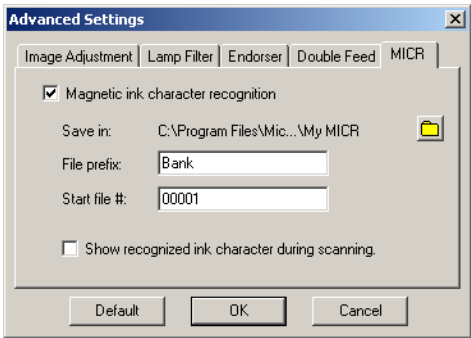 Advanced Settings
Image Adjustment Lamp Filter Endorser Double Feed MICR
Magnetic ink character recognition
Save in: C:\Program Files\Mic...\My MICR
File prefix: Bank
Start file #: 00001
Show recognized ink character during scanning.
Default OK Cancel